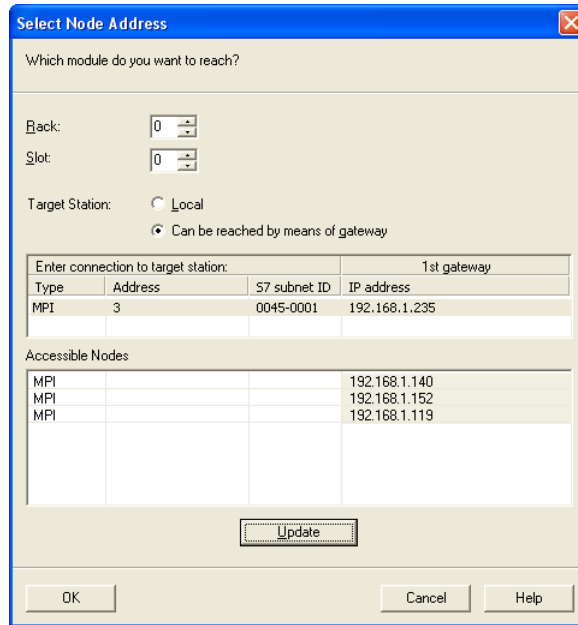 Select Node Address
Which module do you want to reach?
Rack: 0
Slot: 0
Target Station: Local
Can be reached by means of gateway
Enter connection to target station: 1st gateway
Type Address S7 subnet ID IP address
MPI 3 0045-0001 192.168.1.235
Accessible Nodes
MPI 192.168.1.140
MPI 192.168.1.152
MPI 192.168.1.119
Update
OK Cancel Help